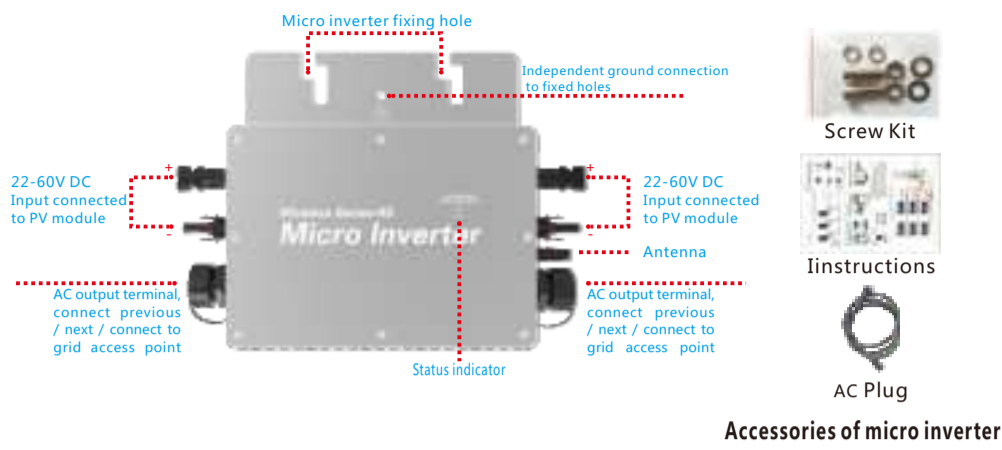 Micro inverter fixing hole
Independent ground connection
to fixed holes
+
+
22-60V DC
Input connected
to PV module
-
22-60V DC
Input connected
to PV module
-
Micro Inverter
Antenna
AC output terminal,
connect previous
/ next / connect to
grid access point
AC output terminal,
connect previous
/ next / connect to
grid access point
Status indicator
Screw Kit
Iinstructions
AC Plug
Accessories of micro inverter